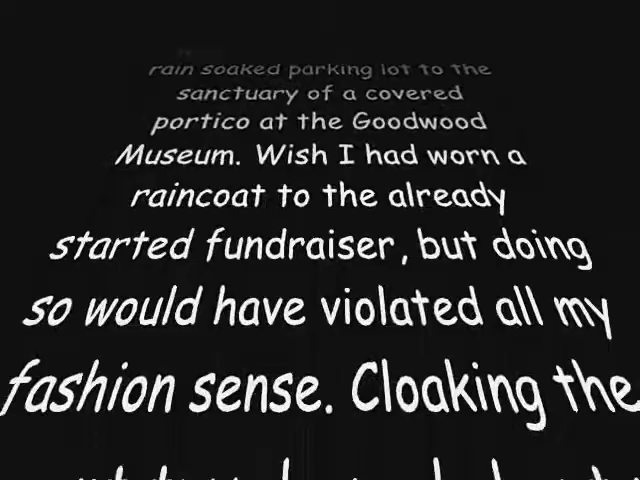 rain soaked parking lot to the
sanctuary of a covered
portico at the Goodwood
Museum. Wish I had worn a
raincoat to the already
started fundraiser, but doing
so would have violated all my
fashion sense. Cloaking the